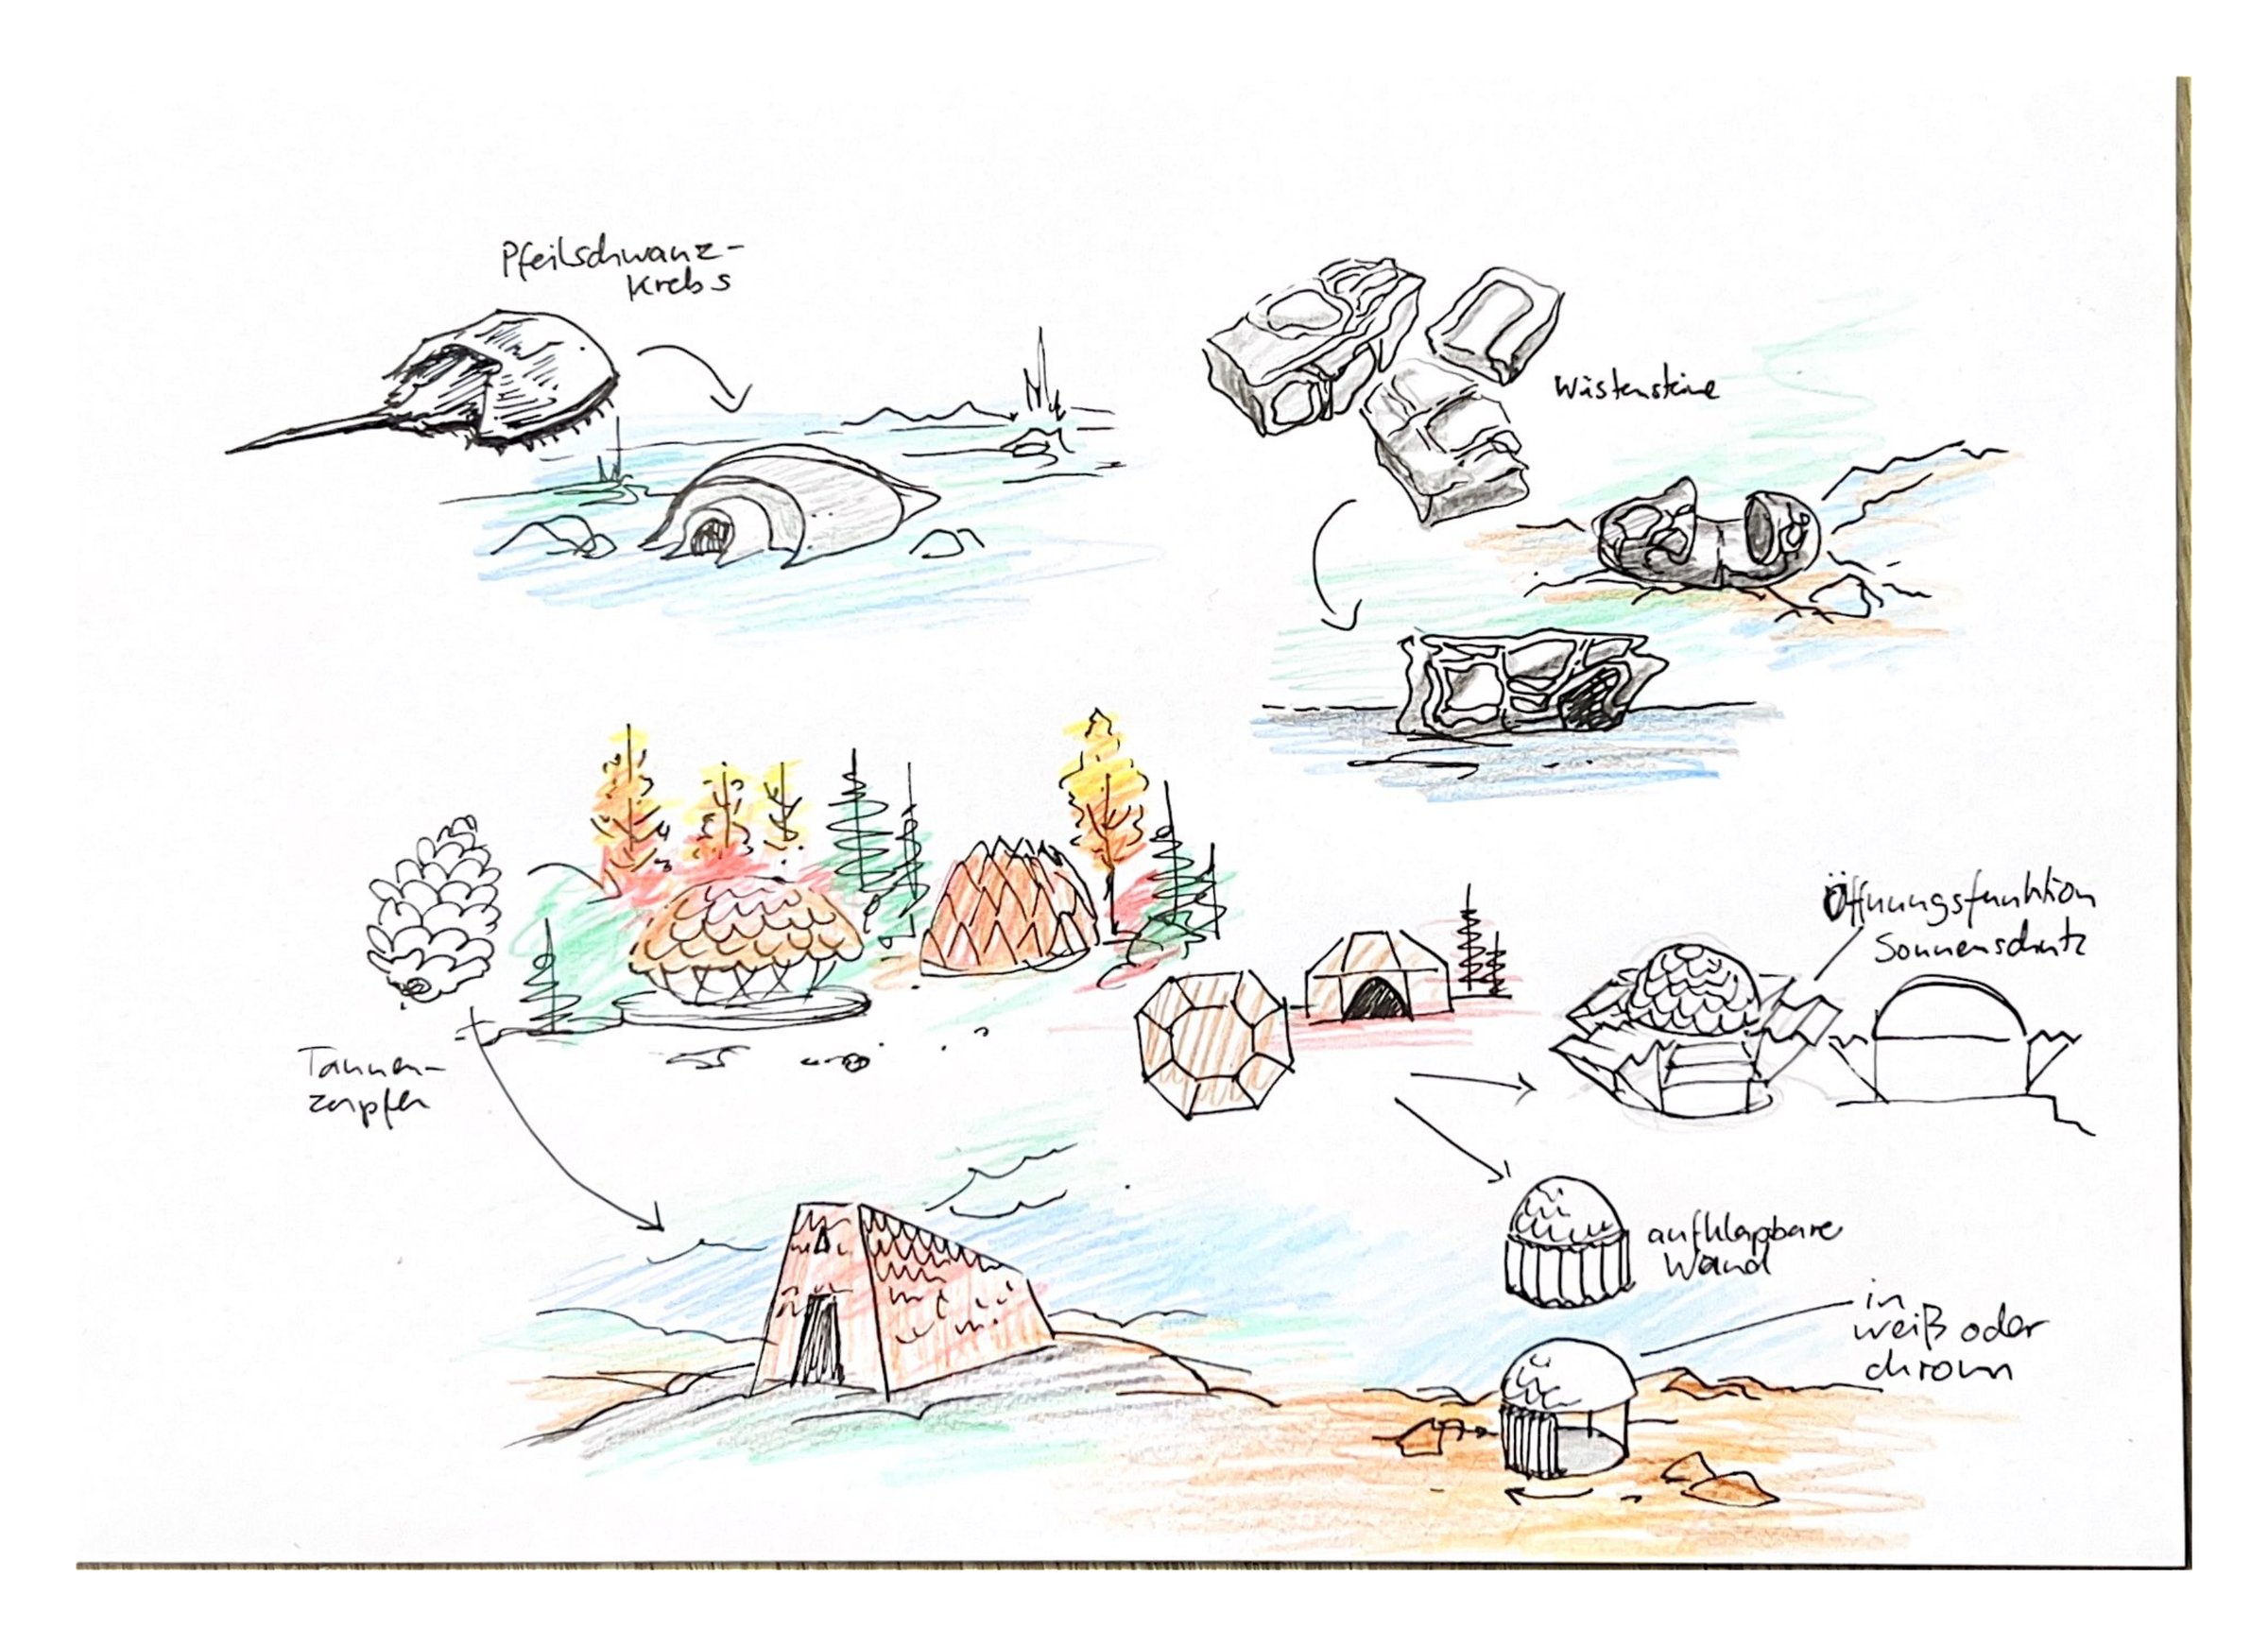 Pfeilschwanz-
krebs
Wüstensteine
Tannen-
zapfen
Öffnungsfunktion
Sonnenschutz
aufklapbare
Wand
in
weiß oder
chrom